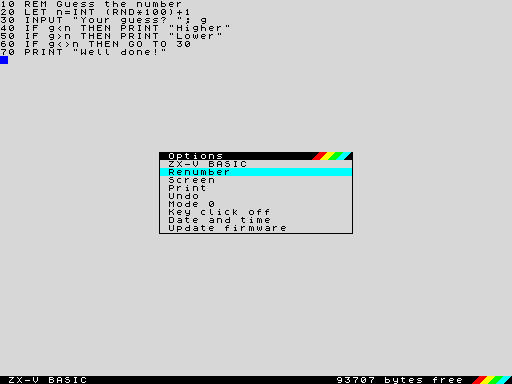 10 REM Guess the number
20 LET n=INT (RND*100)+1
30 INPUT "Your guess? "; g
40 IF g<n THEN PRINT "Higher"
50 IF g>n THEN PRINT "Lower"
60 IF g<>n THEN GO TO 30
70 PRINT "Well done!"
Options
ZX-V BASIC
Renumber
Screen
Print
Undo
Mode 0
Key click off
Date and time
Update firmware
ZX-V BASIC 93707 bytes free